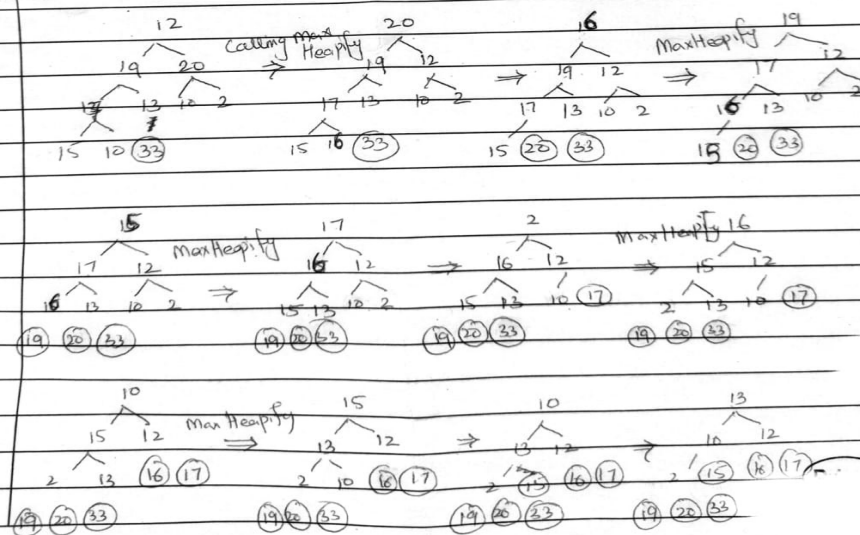 12 20 16 19
Calling Max Heapify MaxHeapify
19 20 19 12 19 12 17 12
17 13 10 2 17 13 10 2 17 13 10 2 16 13 10 2
15 10 33 15 16 33 15 20 33 15 20 33
15 17 2 16
MaxHeapify MaxHeapify
17 12 16 12 16 12 15 12
16 13 10 2 15 13 10 2 15 13 10 17 2 13 10 17
19 20 33 19 20 33 19 20 33 19 20 33
10 15 10 13
MaxHeapify
15 12 13 12 13 12 10 12
2 13 16 17 2 10 16 17 2 15 16 17 2 15 16 17
19 20 33 19 20 33 19 20 33 19 20 33